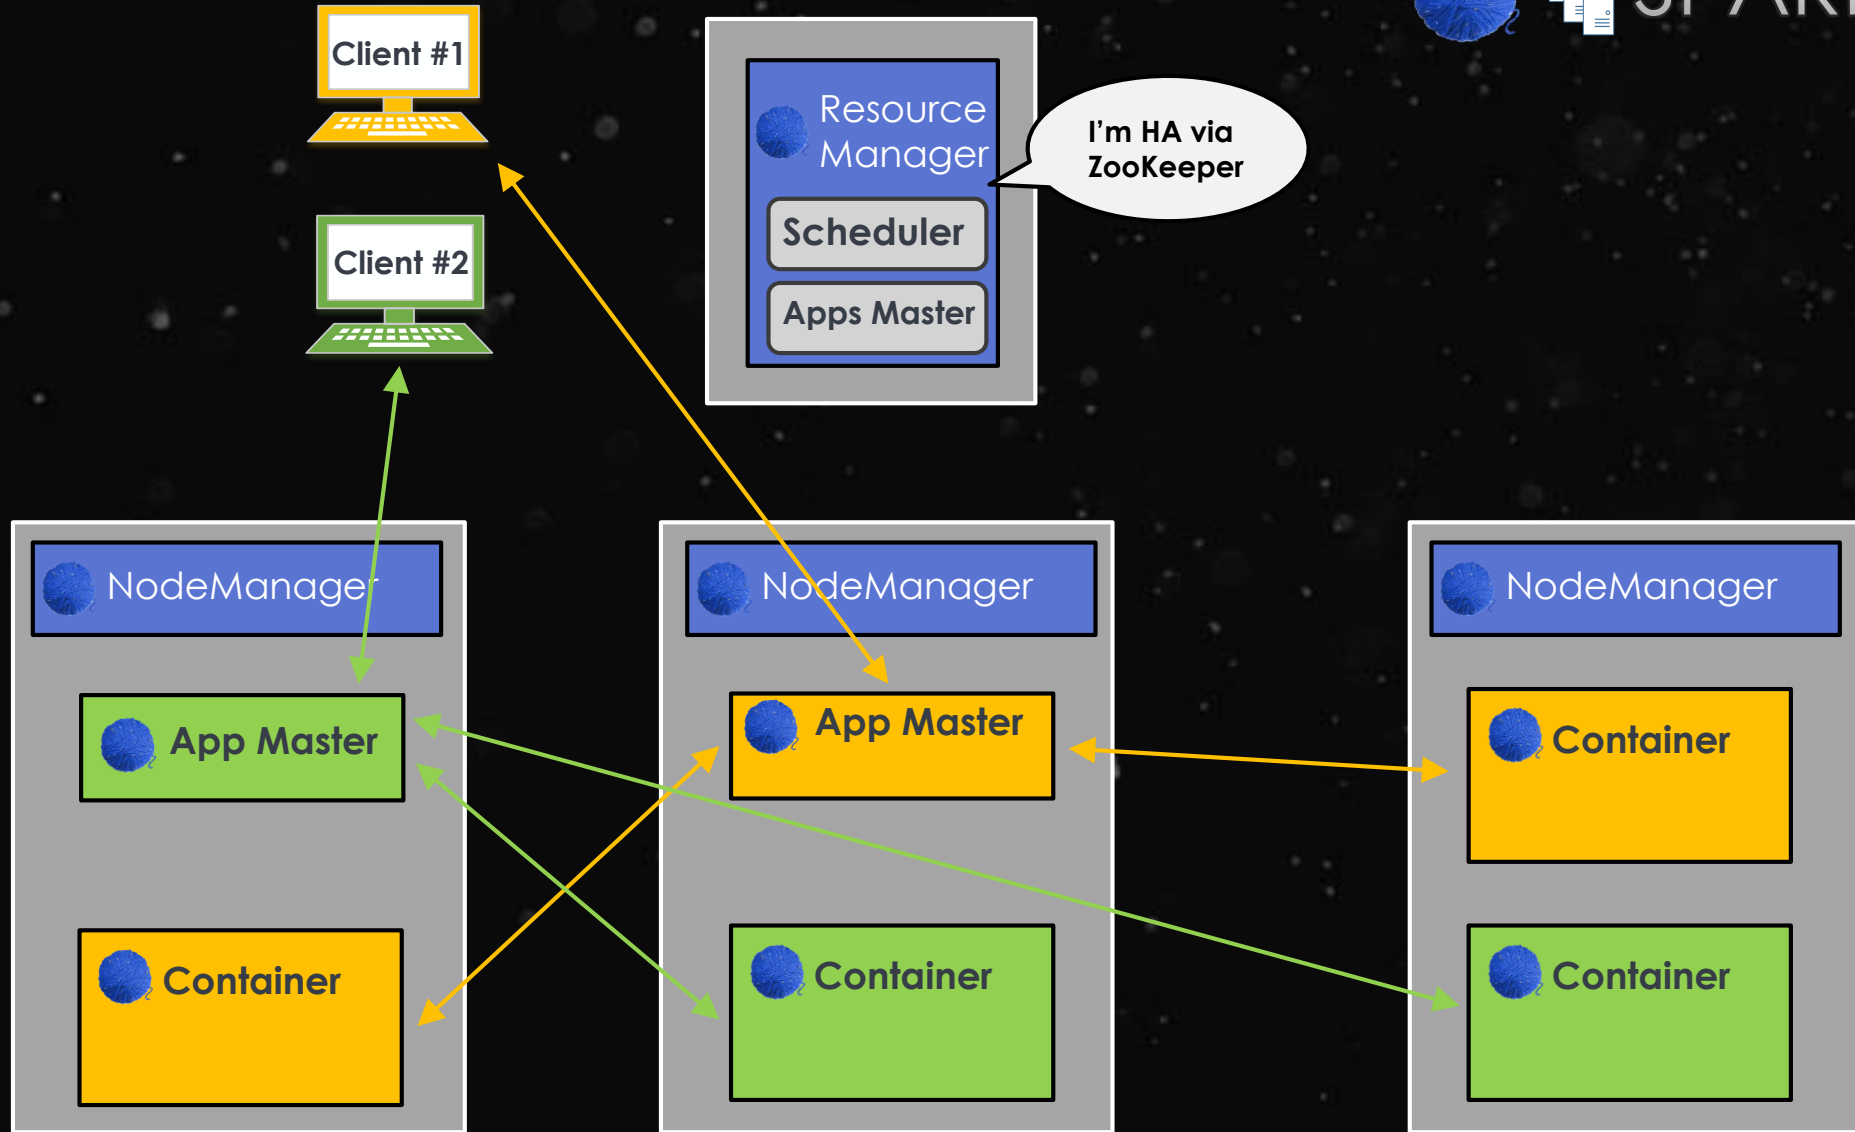 Client #1
Client #2
Resource
Manager
Scheduler
Apps Master
I'm HA via
ZooKeeper
NodeManager
App Master
Container
NodeManager
App Master
Container
NodeManager
Container
Container